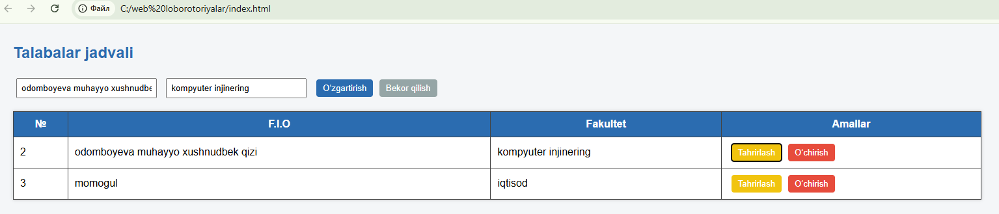 Файл C:/web%20loborotoriyalar/index.html
Talabalar jadvali
odomboyeva muhayyo xushnudbe kompyuter injinering O'zgartirish Bekor qilish
№ F.I.O Fakultet Amallar
2 odomboyeva muhayyo xushnudbek qizi kompyuter injinering Tahrirlash O'chirish
3 momogul iqtisod Tahrirlash O'chirish